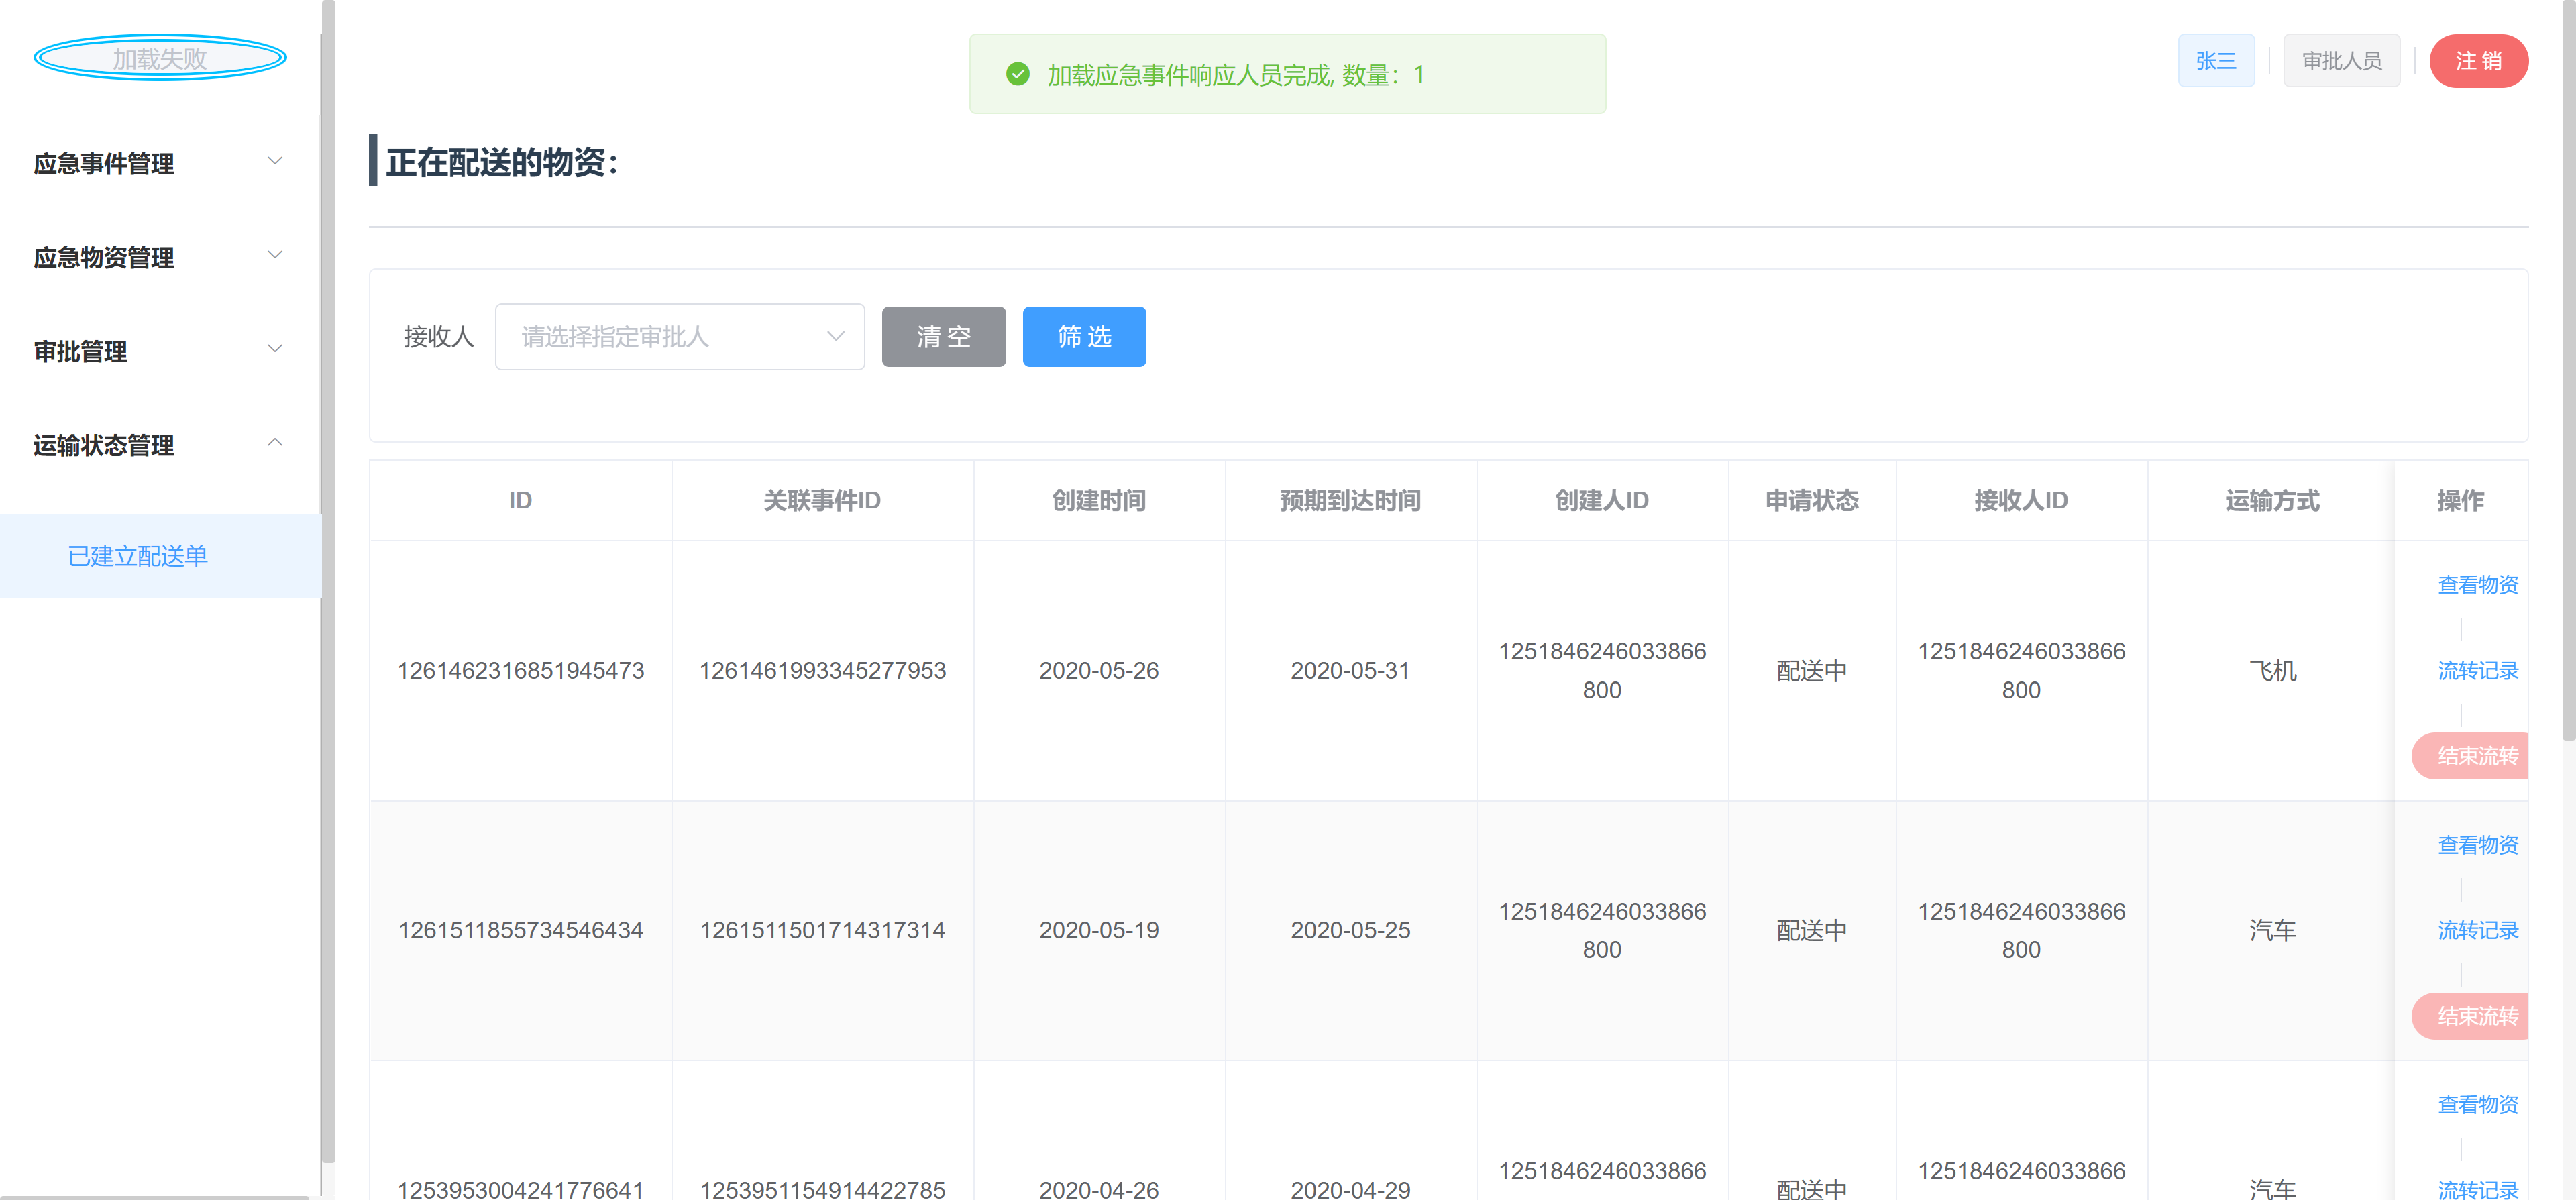 加载失败
加载应急事件响应人员完成, 数量：1
张三
审批人员
注 销
应急事件管理
应急物资管理
审批管理
运输状态管理
已建立配送单
正在配送的物资：
接收人
请选择指定审批人
清 空
筛 选
ID 关联事件ID 创建时间 预期到达时间 创建人ID 申请状态 接收人ID 运输方式 操作
查看物资
1261462316851945473 1261461993345277953 2020-05-26 2020-05-31 1251846246033866800 配送中 1251846246033866800 飞机
流转记录
结束流转
查看物资
1261511855734546434 1261511501714317314 2020-05-19 2020-05-25 1251846246033866800 配送中 1251846246033866800 汽车
流转记录
结束流转
查看物资
1253953004241776641 1253951154914422785 2020-04-26 2020-04-29 1251846246033866 配送中 1251846246033866 汽车
流转记录